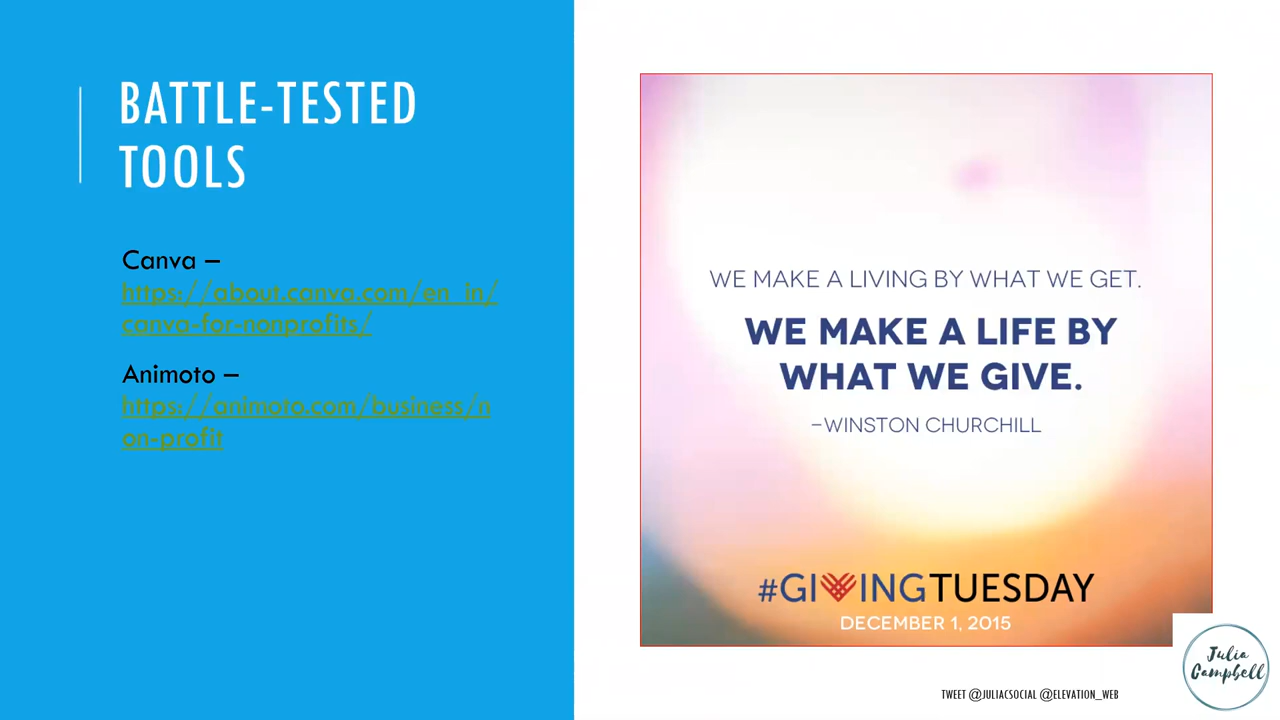 BATTLE-TESTED
TOOLS
Canva –
https://about.canva.com/en_in/
canva-for-nonprofits/
Animoto –
https://animoto.com/business/n
on-profit
WE MAKE A LIVING BY WHAT WE GET.
WE MAKE A LIFE BY
WHAT WE GIVE.
–WINSTON CHURCHILL
#GIVINGTUESDAY
DECEMBER 1, 2015
Julia
Campbell
TWEET @JULIACSOCIAL @ELEVATION_WEB